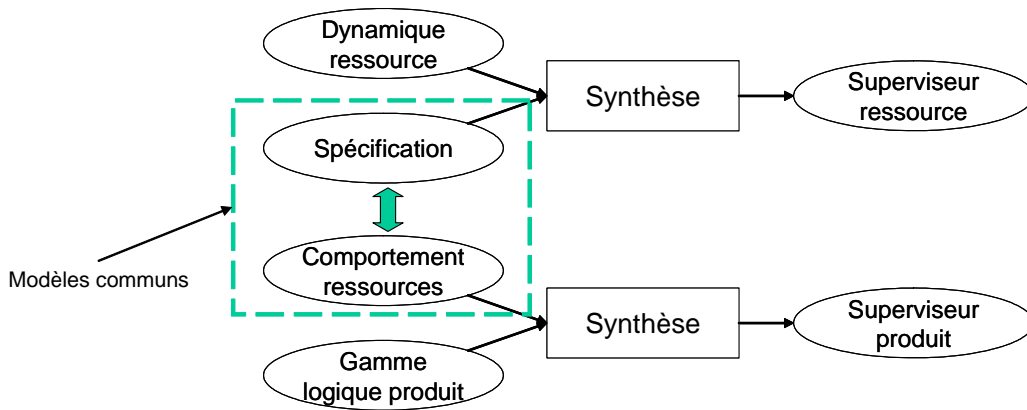 Dynamique
ressource
Synthèse
Superviseur
ressource
Spécification
Modèles communs
Comportement
ressources
Synthèse
Superviseur
produit
Gamme
logique produit